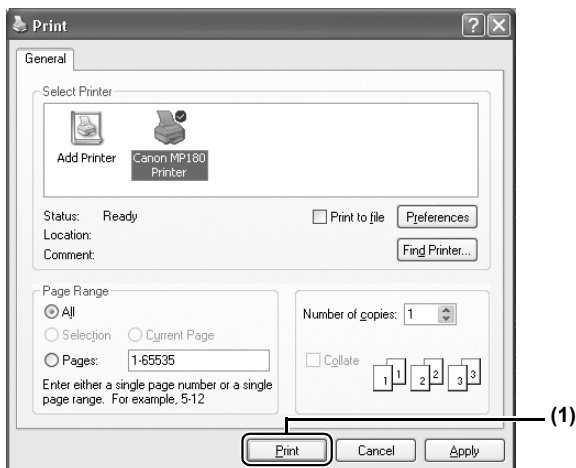 Print
General
Select Printer
Add Printer
Canon MP180
Printer
Status: Ready
Print to file
Preferences
Location:
Find Printer...
Comment:
Page Range
All
Selection
Current Page
Pages: 1-65535
Enter either a single page number or a single
page range. For example, 5-12
Number of copies: 1
Collate
1 1 2 2 3 3
(1)
Print
Cancel
Apply